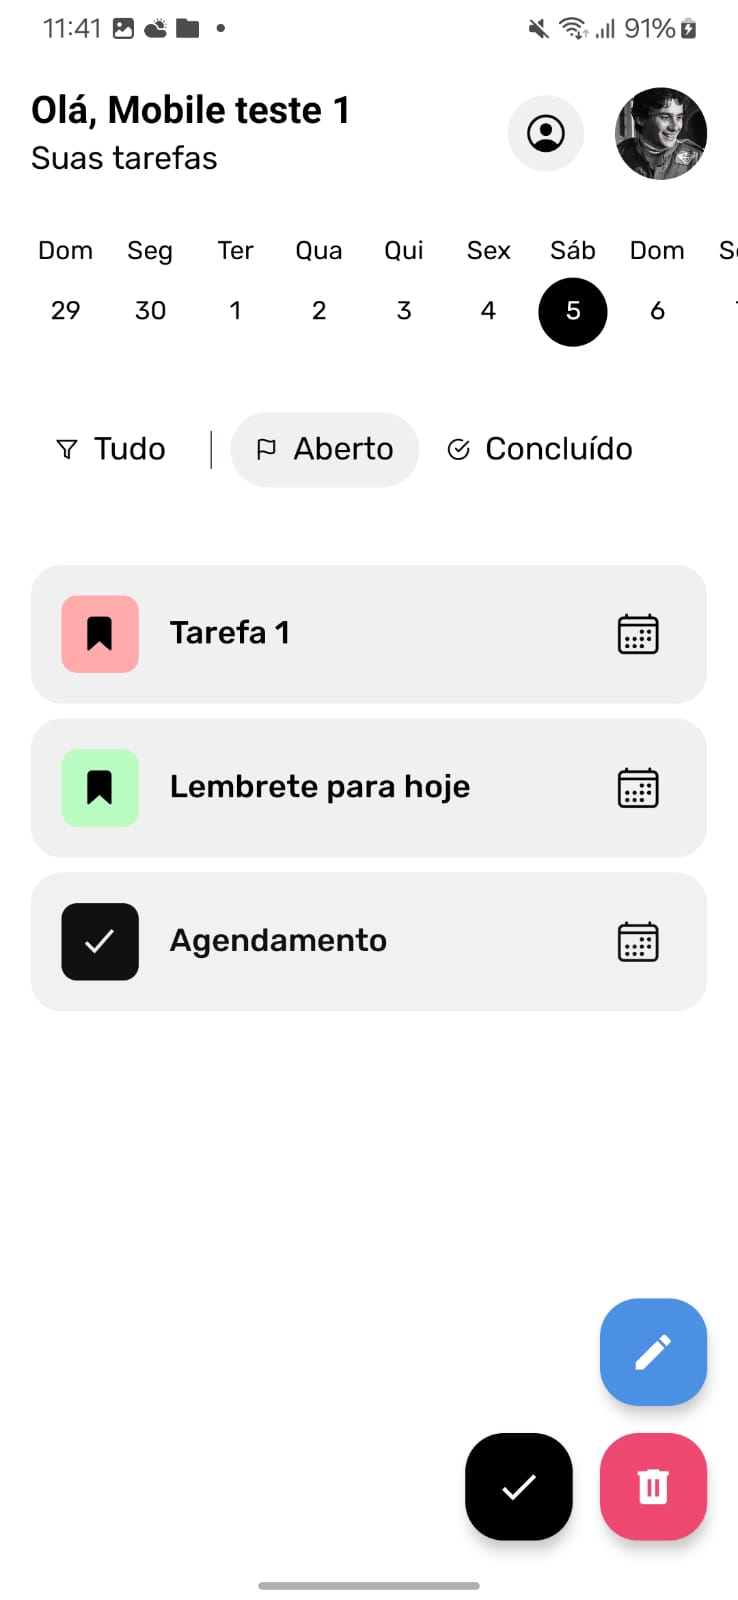 11:41 91%
Olá, Mobile teste 1
Suas tarefas
Dom Seg Ter Qua Qui Sex Sáb Dom
29 30 1 2 3 4 5 6
Tudo Aberto Concluído
Tarefa 1
Lembrete para hoje
Agendamento